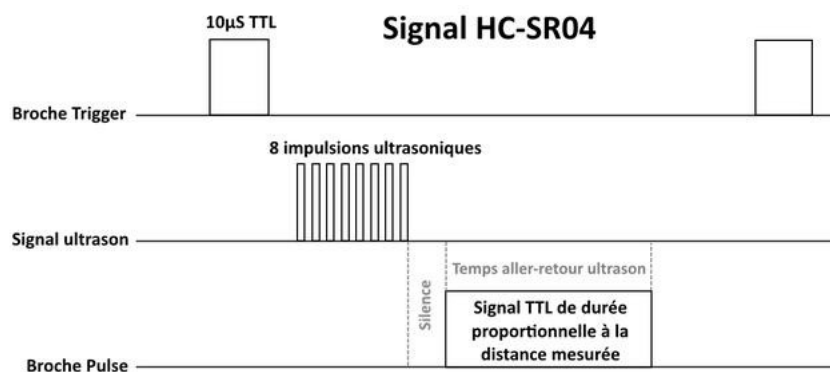 10µS TTL
Signal HC-SR04
Broche Trigger
8 impulsions ultrasoniques
Signal ultrason
Silence
Temps aller-retour ultrason
Signal TTL de durée
proportionnelle à la
distance mesurée
Broche Pulse